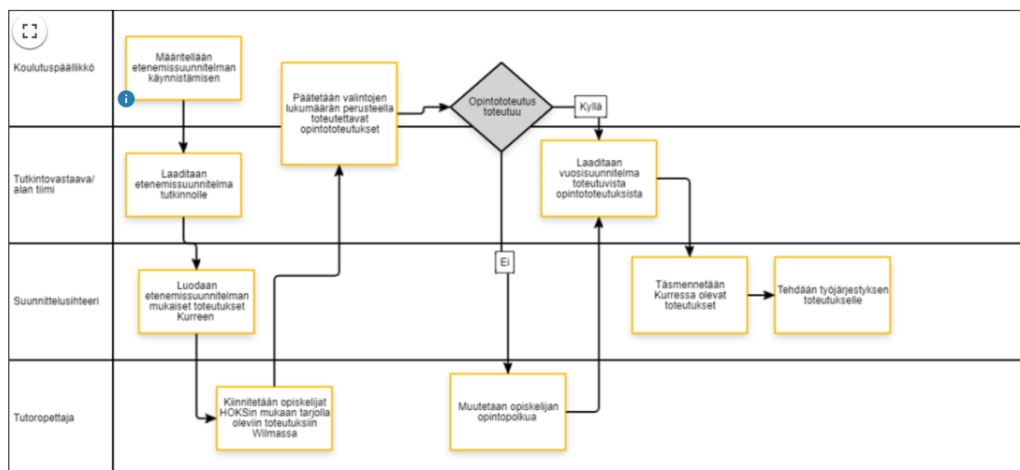 Koulutuspäällikkö
Määritellään
etenemissuunnitelman
käynnistämisen
i
Päätetään valintojen
lukumäärän perusteella
toteutettavat
opintototeutukset
Opintototeutus
toteutuu
Kyllä
Tutkintovastaava/
alan tiimi
Laaditaan
etenemissuunnitelma
tutkinnolle
Laaditaan
vuosisuunnitelma
toteutuvista
opintototeutuksista
Ei
Suunnittelusihteeri
Luodaan
etenemissuunnitelman
mukaiset toteutukset
Kurreen
Täsmennetään
Kurressa olevat
toteutukset
Tehdään työjärjestyksen
toteutukselle
Tutoropettaja
Kiinnitetään opiskelijat
HOKSin mukaan tarjolla
oleviin toteutuksiin
Wilmassa
Muutetaan opiskelijan
opintopolkua